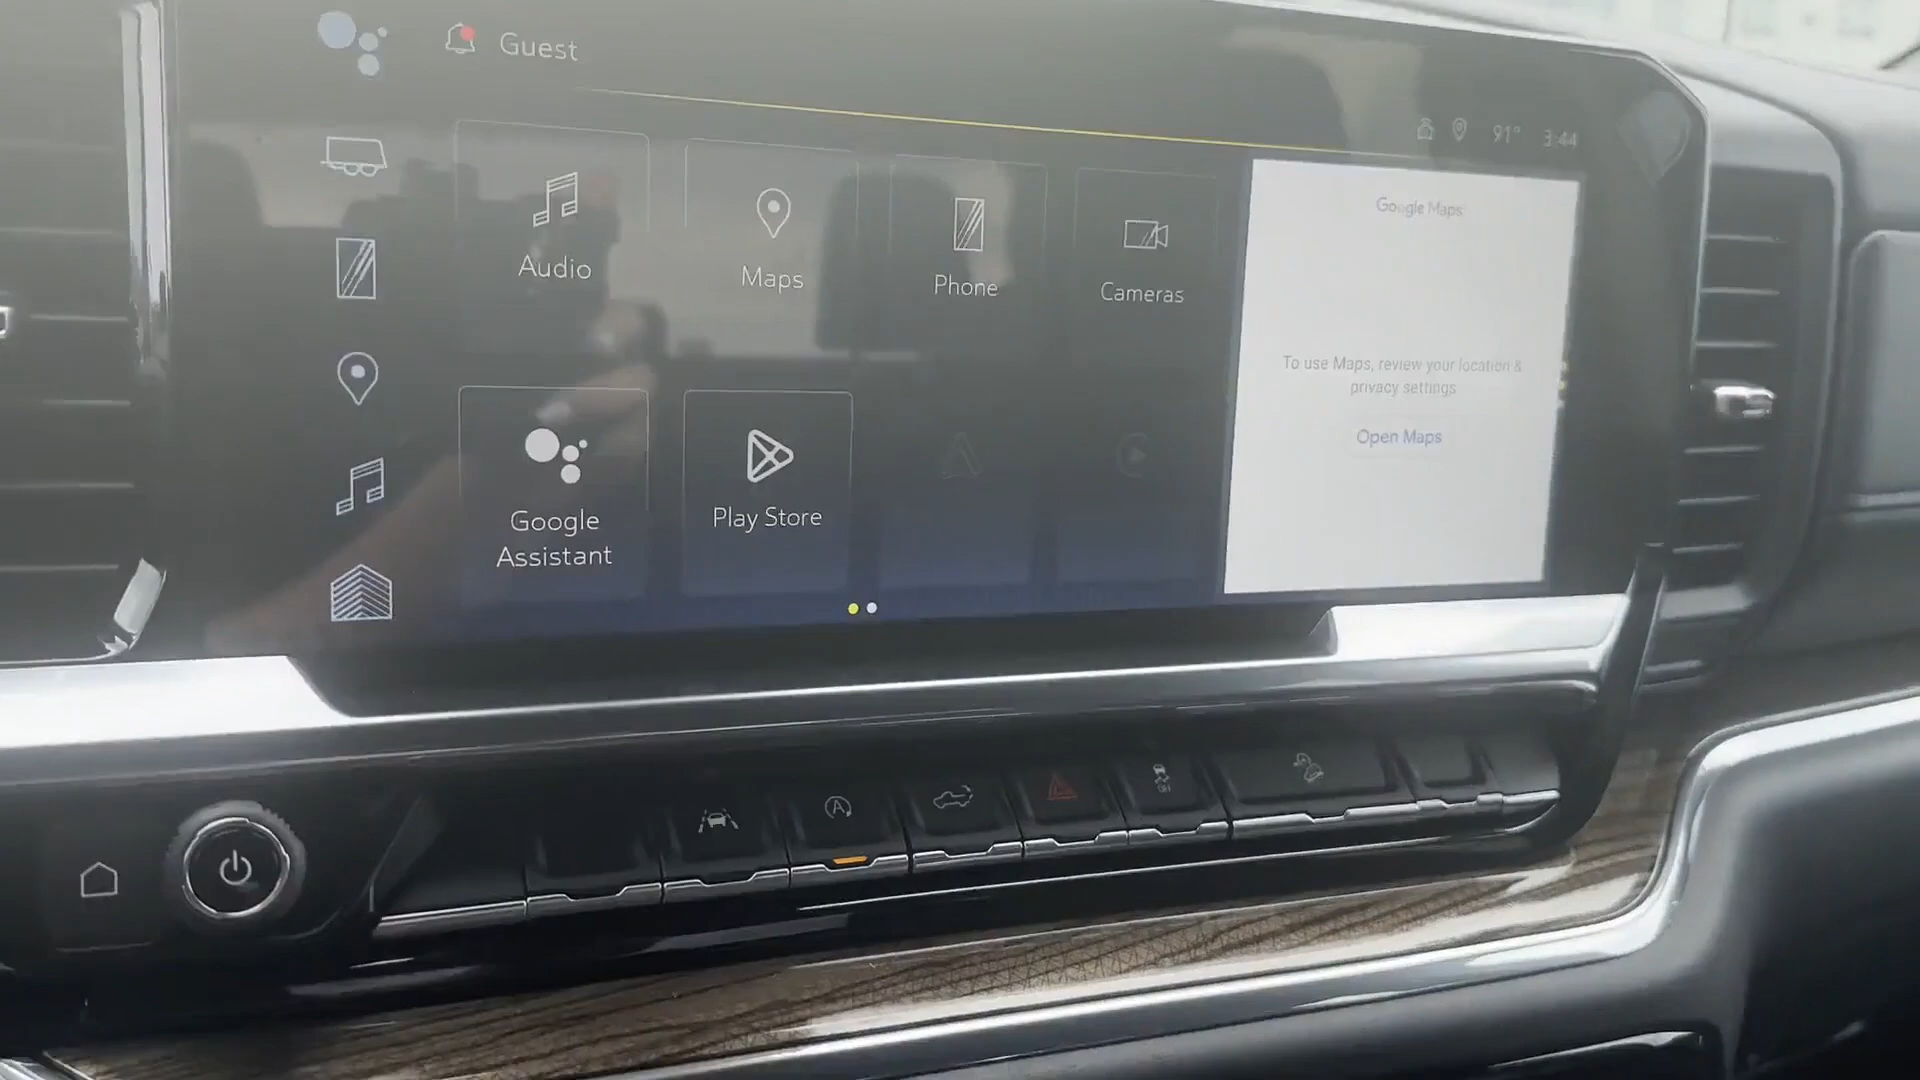 Guest
91° 3:44
Audio
Maps
Phone
Cameras
Google Maps
To use Maps, review your location &
privacy settings
Open Maps
Google
Assistant
Play Store
A